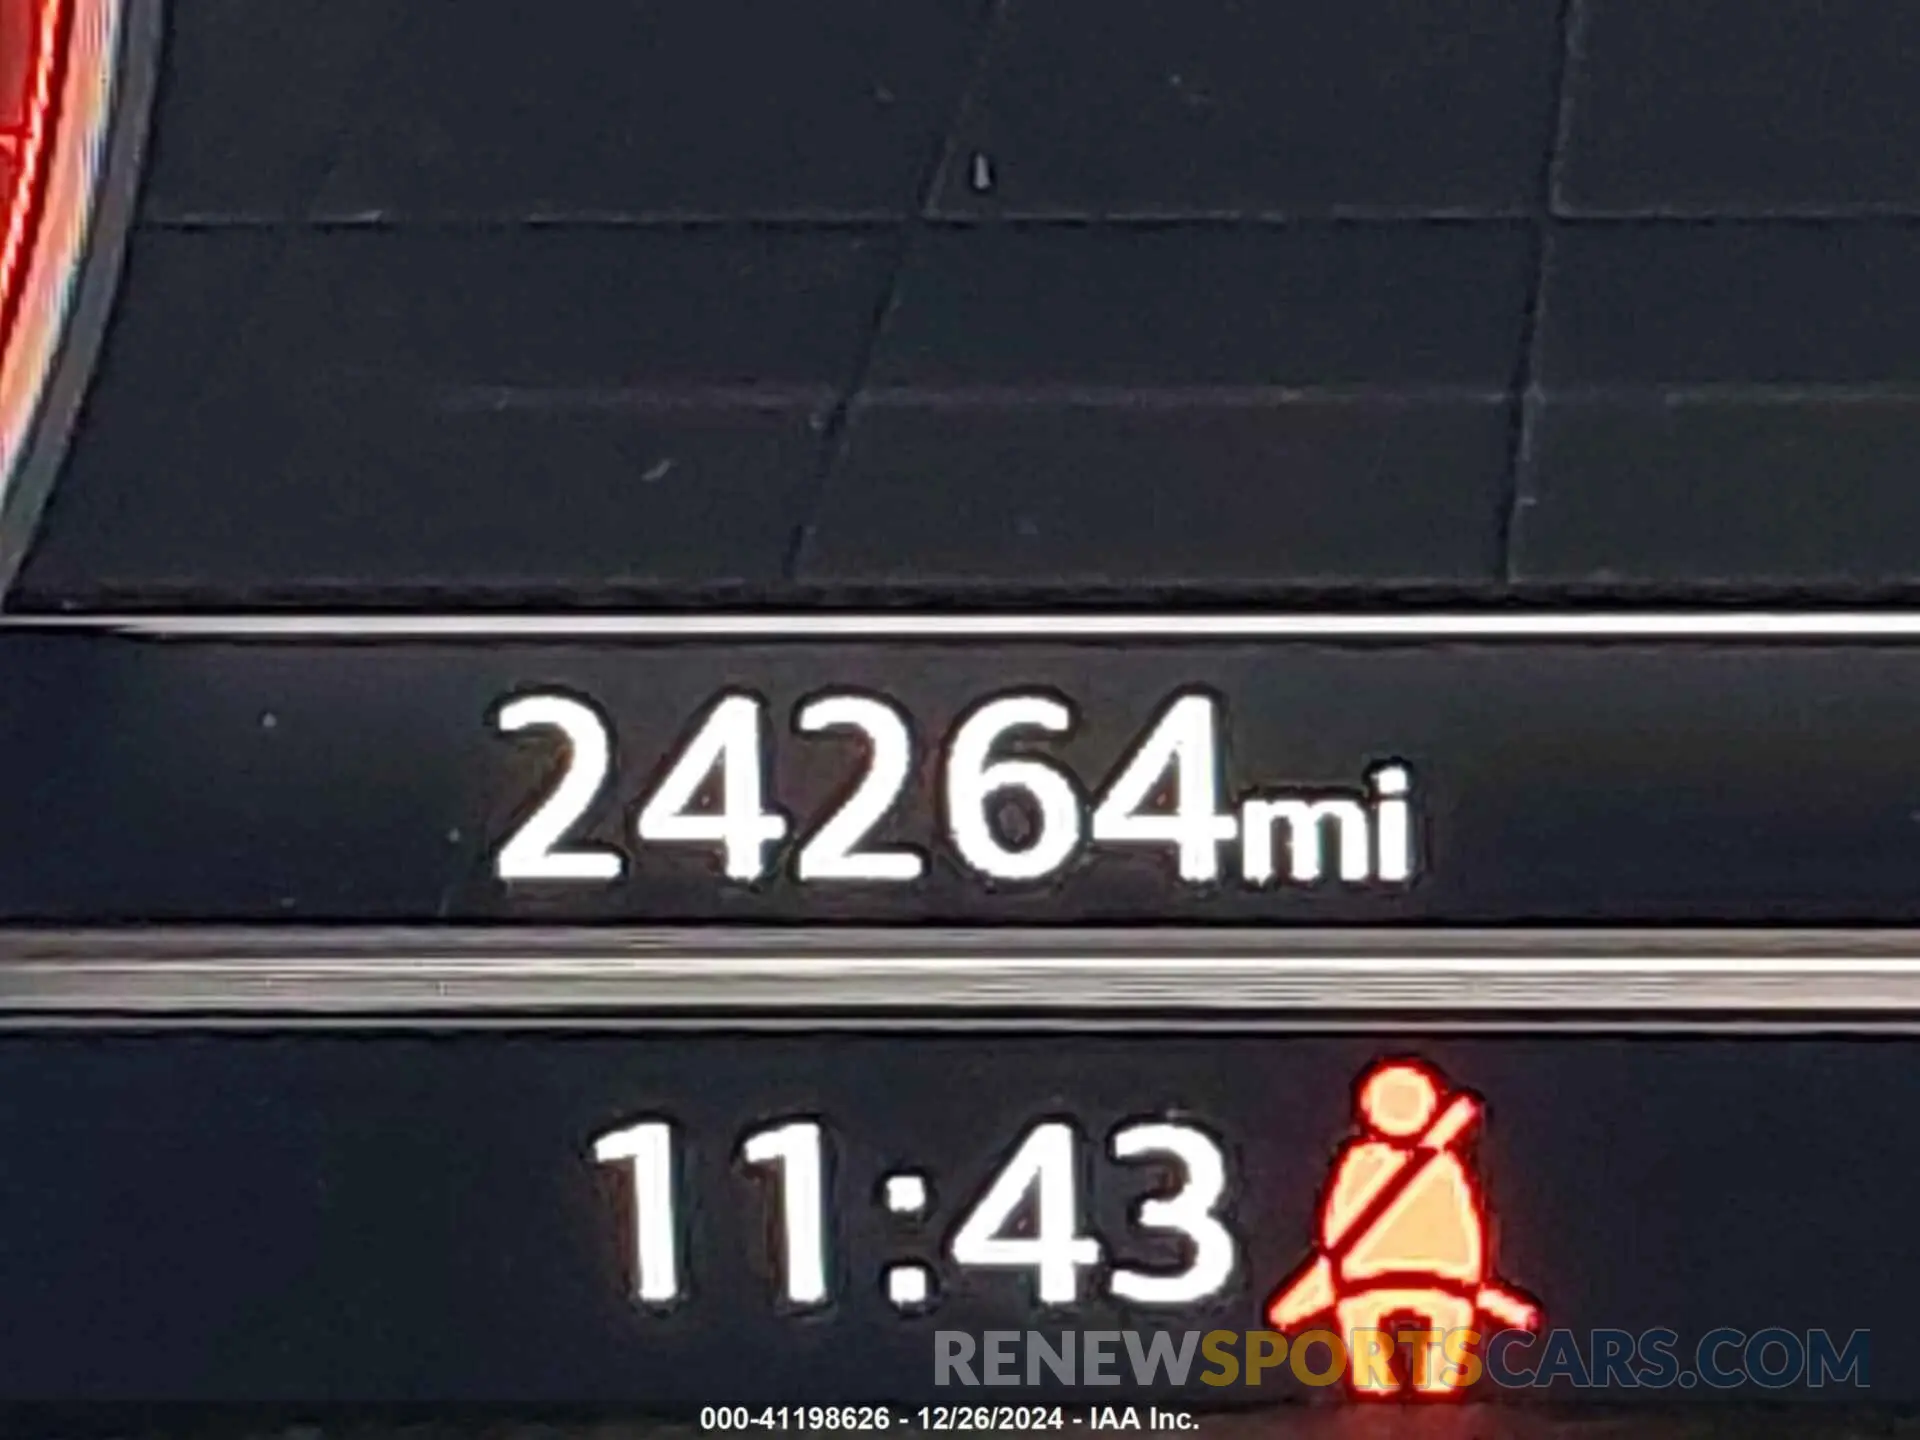 24264mi
11:43
RENEWSPORTSCARS.COM
000-41198626 - 12/26/2024 - IAA Inc.